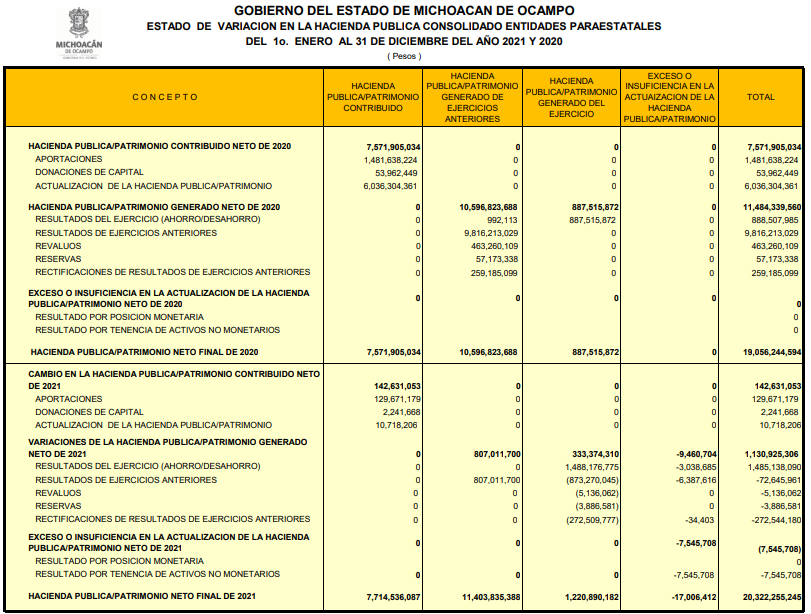 GOBIERNO DEL ESTADO DE MICHOACAN DE OCAMPO
ESTADO DE VARIACION EN LA HACIENDA PUBLICA CONSOLIDADO ENTIDADES PARAESTATALES
DEL 1o. ENERO AL 31 DE DICIEMBRE DEL AÑO 2021 Y 2020
( Pesos )
MICHOACÁN
DE OCAMPO
C O N C E P T O
HACIENDA PUBLICA/PATRIMONIO CONTRIBUIDO
HACIENDA PUBLICA/PATRIMONIO GENERADO DE EJERCICIOS ANTERIORES
HACIENDA PUBLICA/PATRIMONIO GENERADO DEL EJERCICIO
EXCESO O INSUFICIENCIA EN LA ACTUAIZACION DE LA HACIENDA PUBLICA/PATRIMONIO
TOTAL
HACIENDA PUBLICA/PATRIMONIO CONTRIBUIDO NETO DE 2020 7,571,905,034 0 0 0 7,571,905,034
APORTACIONES 1,481,638,224 0 0 0 1,481,638,224
DONACIONES DE CAPITAL 53,962,449 0 0 0 53,962,449
ACTUALIZACION DE LA HACIENDA PUBLICA/PATRIMONIO 6,036,304,361 0 0 0 6,036,304,361
HACIENDA PUBLICA/PATRIMONIO GENERADO NETO DE 2020 0 10,596,823,688 887,515,872 0 11,484,339,560
RESULTADOS DEL EJERCICIO (AHORRO/DESAHORRO) 0 992,113 887,515,872 0 888,507,985
RESULTADOS DE EJERCICIOS ANTERIORES 0 9,816,213,029 0 0 9,816,213,029
REVALUOS 0 463,260,109 0 0 463,260,109
RESERVAS 0 57,173,338 0 0 57,173,338
RECTIFICACIONES DE RESULTADOS DE EJERCICIOS ANTERIORES 0 259,185,099 0 0 259,185,099
EXCESO O INSUFICIENCIA EN LA ACTUALIZACION DE LA HACIENDA
PUBLICA/PATRIMONIO NETO DE 2020 0 0 0 0 0
RESULTADO POR POSICION MONETARIA 0
RESULTADO POR TENENCIA DE ACTIVOS NO MONETARIOS 0
HACIENDA PUBLICA/PATRIMONIO NETO FINAL DE 2020 7,571,905,034 10,596,823,688 887,515,872 0 19,056,244,594
CAMBIO EN LA HACIENDA PUBLICA/PATRIMONIO CONTRIBUIDO NETO
DE 2021 142,631,053 0 0 0 142,631,053
APORTACIONES 129,671,179 0 0 0 129,671,179
DONACIONES DE CAPITAL 2,241,668 0 0 0 2,241,668
ACTUALIZACION DE LA HACIENDA PUBLICA/PATRIMONIO 10,718,206 0 0 0 10,718,206
VARIACIONES DE LA HACIENDA PUBLICA/PATRIMONIO GENERADO
NETO DE 2021 0 807,011,700 333,374,310 -9,460,704 1,130,925,306
RESULTADOS DEL EJERCICIO (AHORRO/DESAHORRO) 0 0 1,488,176,775 -3,038,685 1,485,138,090
RESULTADOS DE EJERCICIOS ANTERIORES 0 807,011,700 (873,270,045) -6,387,616 -72,645,961
REVALUOS 0 0 (5,136,062) 0 -5,136,062
RESERVAS 0 0 (3,886,581) 0 -3,886,581
RECTIFICACIONES DE RESULTADOS DE EJERCICIOS ANTERIORES 0 0 (272,509,777) -34,403 -272,544,180
EXCESO O INSUFICIENCIA EN LA ACTUALIZACION DE LA HACIENDA
PUBLICA/PATRIMONIO NETO DE 2021 0 0 0 -7,545,708 (7,545,708)
RESULTADO POR POSICION MONETARIA 0
RESULTADO POR TENENCIA DE ACTIVOS NO MONETARIOS 0 0 0 -7,545,708 -7,545,708
HACIENDA PUBLICA/PATRIMONIO NETO FINAL DE 2021 7,714,536,087 11,403,835,388 1,220,890,182 -17,006,412 20,322,255,245